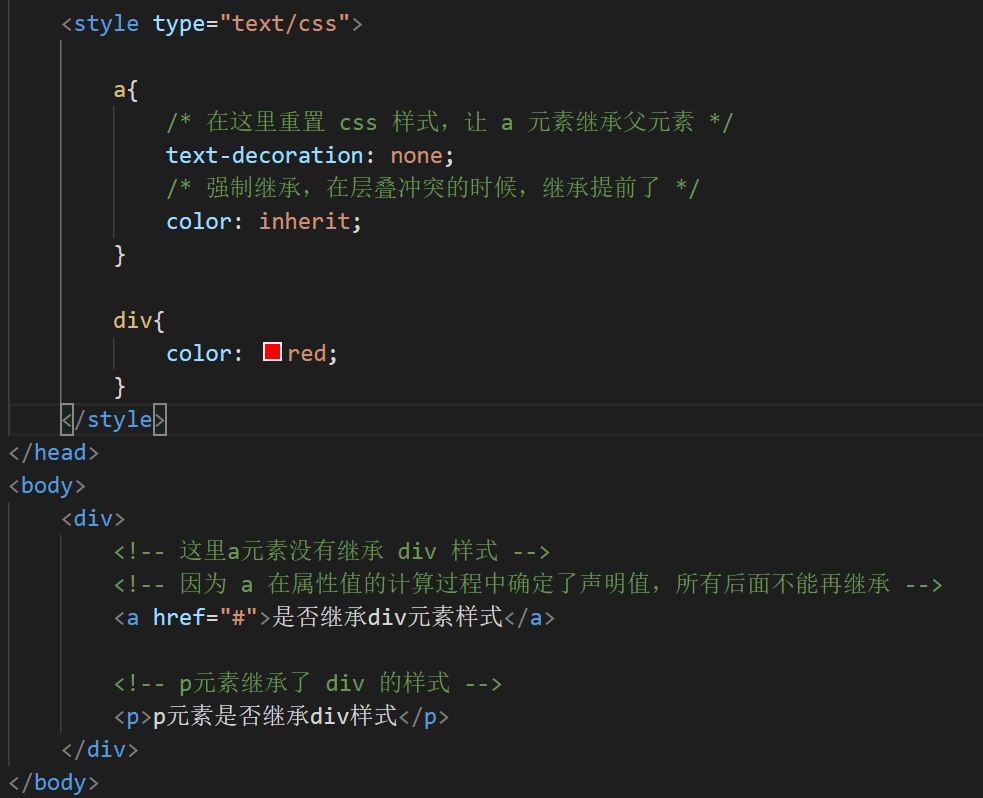 <style type="text/css">
a{
/* 在这里重置 css 样式，让 a 元素继承父元素 */
text-decoration: none;
/* 强制继承，在层叠冲突的时候，继承提前了 */
color: inherit;
}
div{
color: red;
}
</style>
</head>
<body>
<div>
<!-- 这里a元素没有继承 div 样式 -->
<!-- 因为 a 在属性值的计算过程中确定了声明值，所有后面不能再继承 -->
<a href="#">是否继承div元素样式</a>
<!-- p元素继承了 div 的样式 -->
<p>p元素是否继承div样式</p>
</div>
</body>